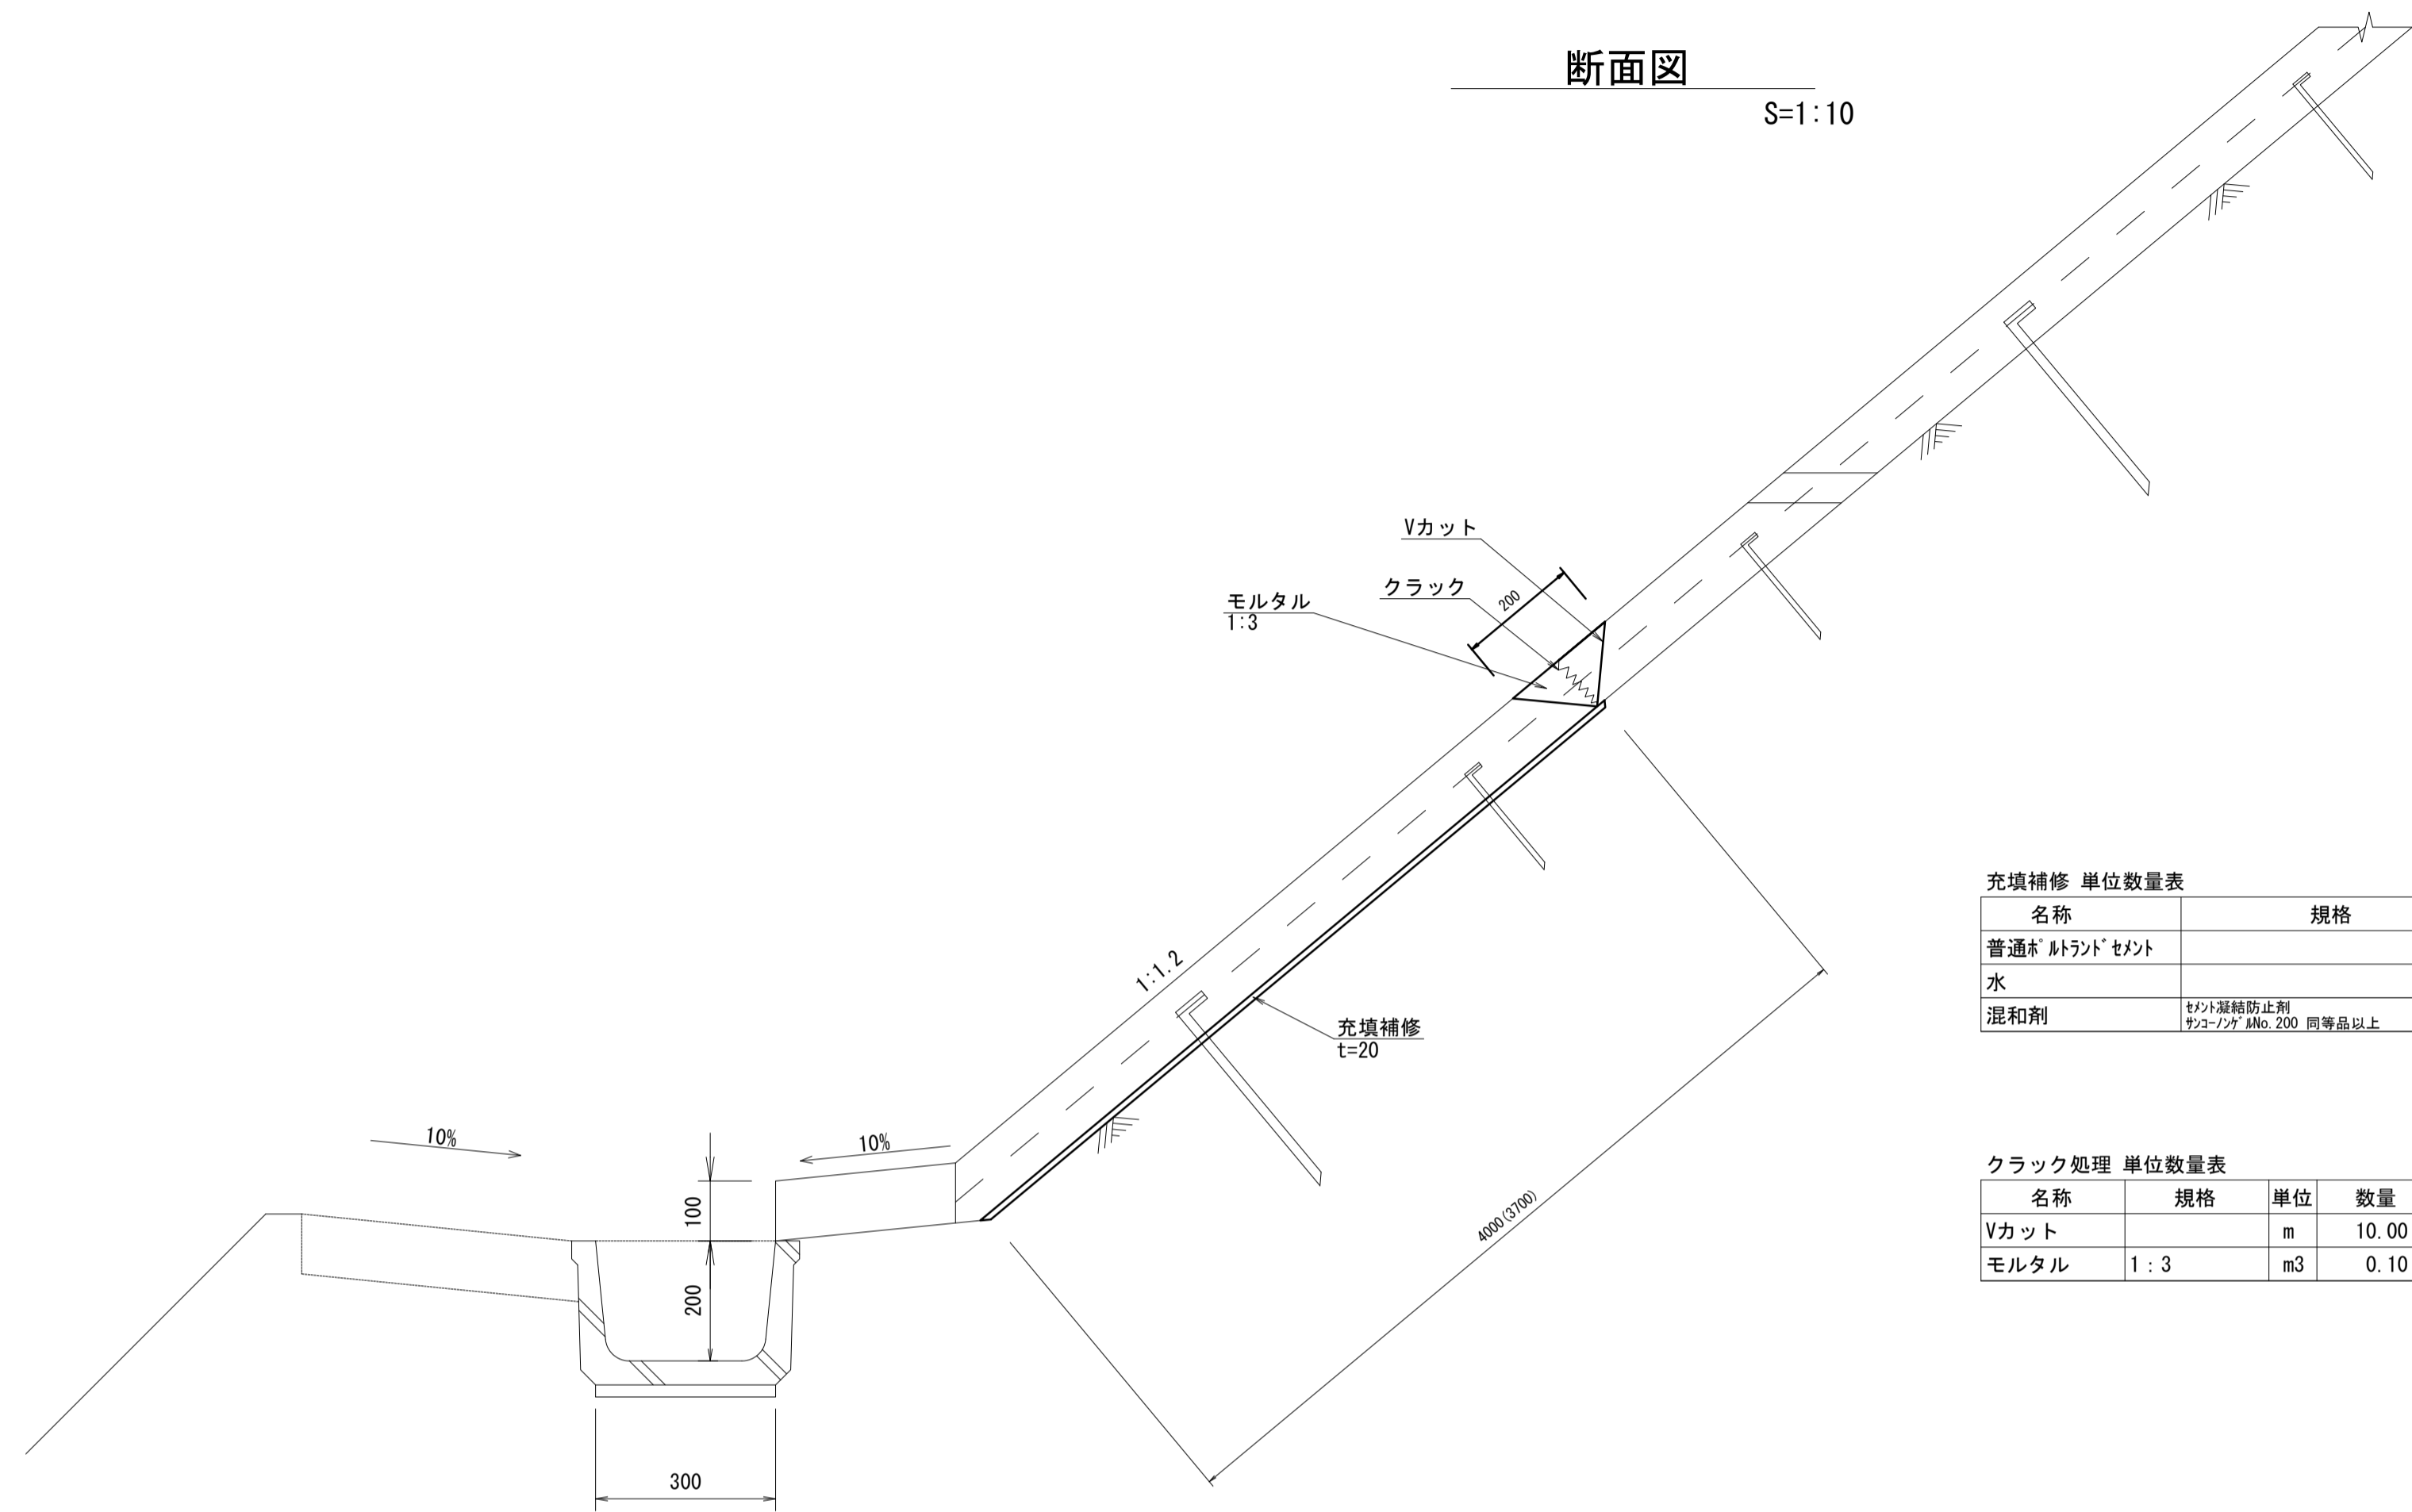 断面図
S=1:10
Vカット
クラック
200
モルタル
1:3
1:1.2
充填補修
t=20
4000(3700)
10%
10%
100
200
300
充填補修 単位数量表
名称 規格
普通ﾎﾟﾙﾄﾗﾝﾄﾞｾﾒﾝﾄ
水
混和剤 ｾﾒﾝﾄ凝結防止剤
ｻﾝｺｰﾉﾝｹﾞﾙNo.200 同等品以上
クラック処理 単位数量表
名称 規格 単位 数量
Vカット m 10.00
モルタル 1:3 m3 0.10